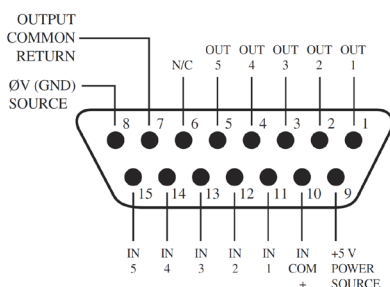 OUTPUT
COMMON
RETURN
ØV (GND)
SOURCE
N/C
OUT
5
OUT
4
OUT
3
OUT
2
OUT
1
8 7 6 5 4 3 2 1
15 14 13 12 11 10 9
IN
5
IN
4
IN
3
IN
2
IN
1
IN
COM
+
+5 V
POWER
SOURCE